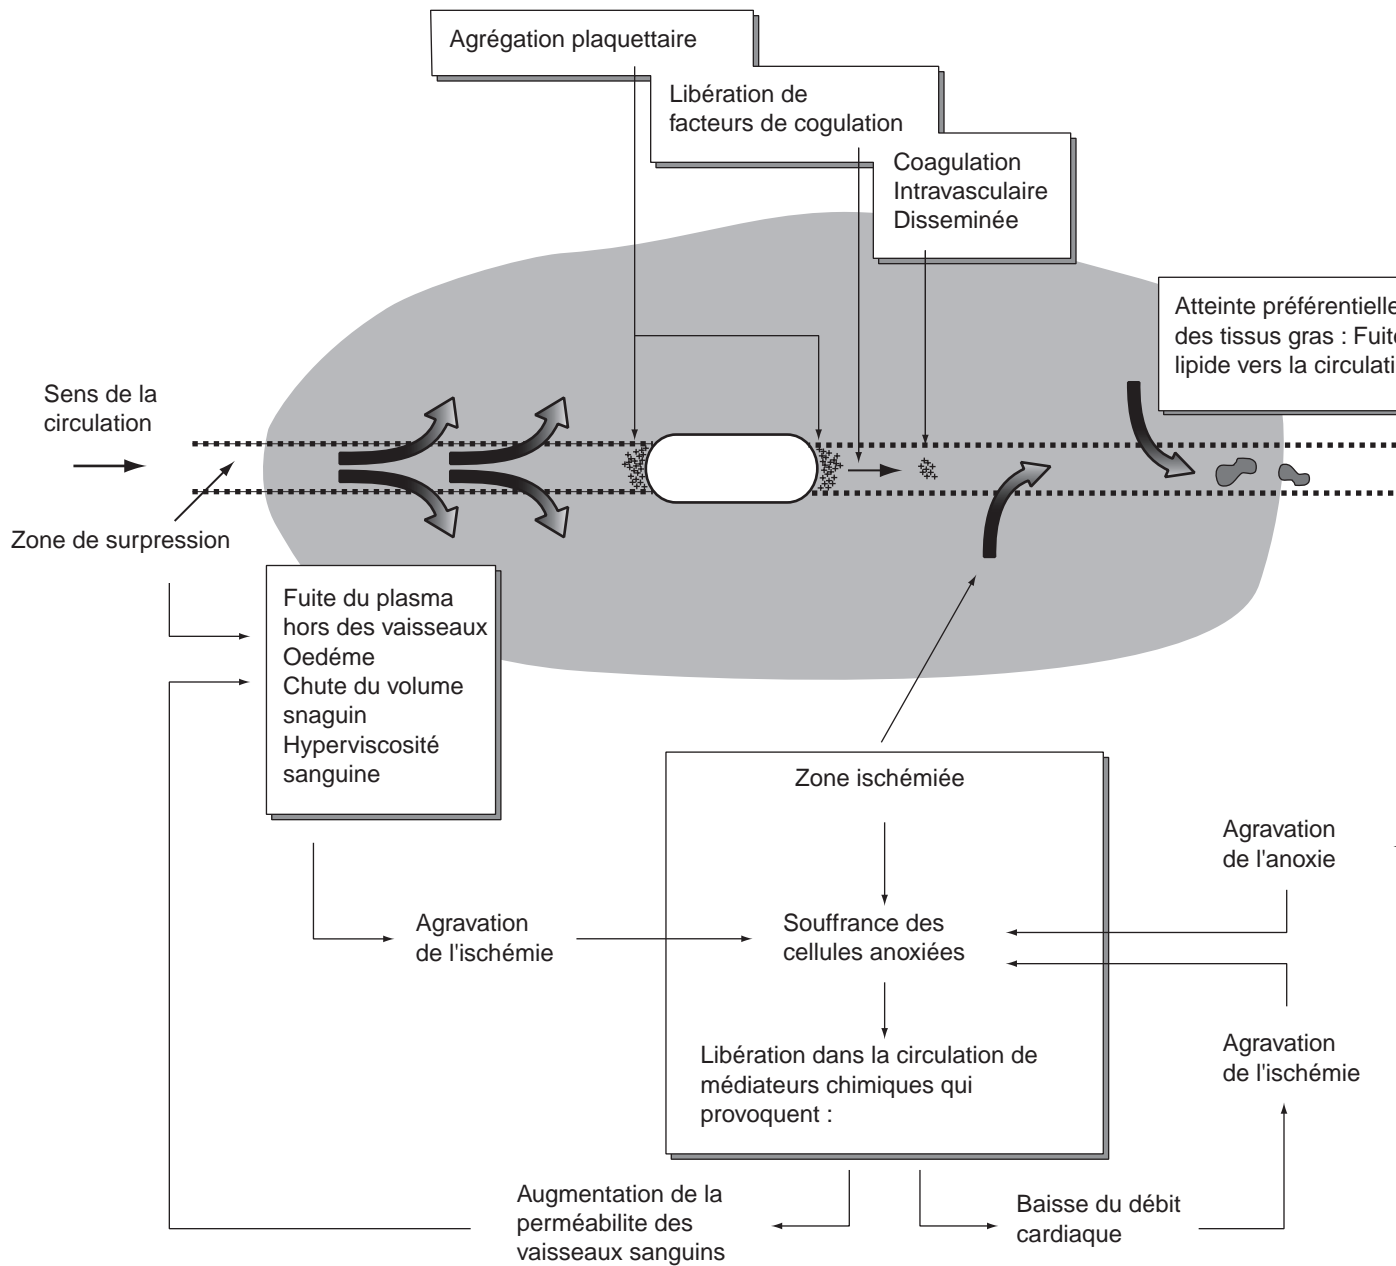 Agrégation plaquettaire
Libération de
facteurs de cogulation
Coagulation
Intravasculaire
Disseminée
Atteinte préférentielle
des tissus gras : Fuit
lipide vers la circulati
Sens de la
circulation
Zone de surpression
Fuite du plasma
hors des vaisseaux
Oedéme
Chute du volume
snaguin
Hyperviscosité
sanguine
Zone ischémiée
Agravation
de l'anoxie
Agravation
de l'ischémie
Souffrance des
cellules anoxiées
Libération dans la circulation de
médiateurs chimiques qui
provoquent :
Agravation
de l'ischémie
Augmentation de la
perméabilite des
vaisseaux sanguins
Baisse du débit
cardiaque